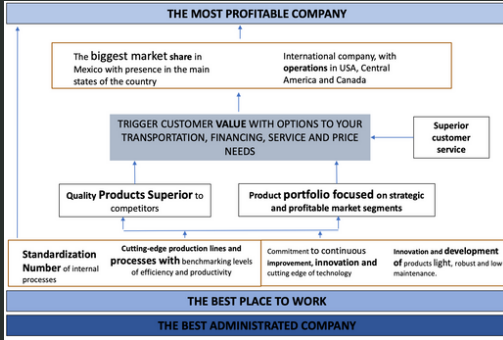 THE MOST PROFITABLE COMPANY
The biggest market share in
Mexico with presence in the main
states of the country
International company, with
operations in USA, Central
America and Canada
TRIGGER CUSTOMER VALUE WITH OPTIONS TO YOUR
TRANSPORTATION, FINANCING, SERVICE AND PRICE
NEEDS
Superior
customer
service
Quality Products Superior to
competitors
Product portfolio focused on strategic
and profitable market segments
Standardization
Number of internal
processes
Cutting-edge production lines and
processes with benchmarking levels
of efficiency and productivity
Commitment to continuous
improvement, innovation and
cutting edge of technology
Innovation and development
of products light, robust and low
maintenance.
THE BEST PLACE TO WORK
THE BEST ADMINISTRATED COMPANY